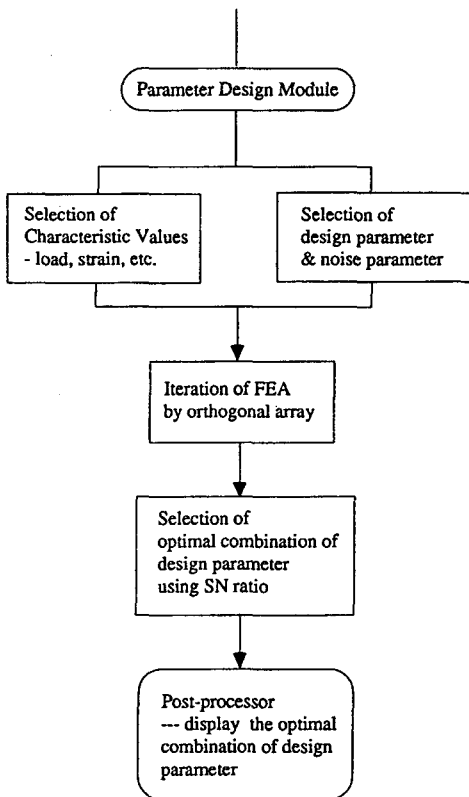 Parameter Design Module
Selection of
Characteristic Values
- load, strain, etc.
Selection of
design parameter
& noise parameter
Iteration of FEA
by orthogonal array
Selection of
optimal combination of
design parameter
using SN ratio
Post-processor
--- display the optimal
combination of design
parameter